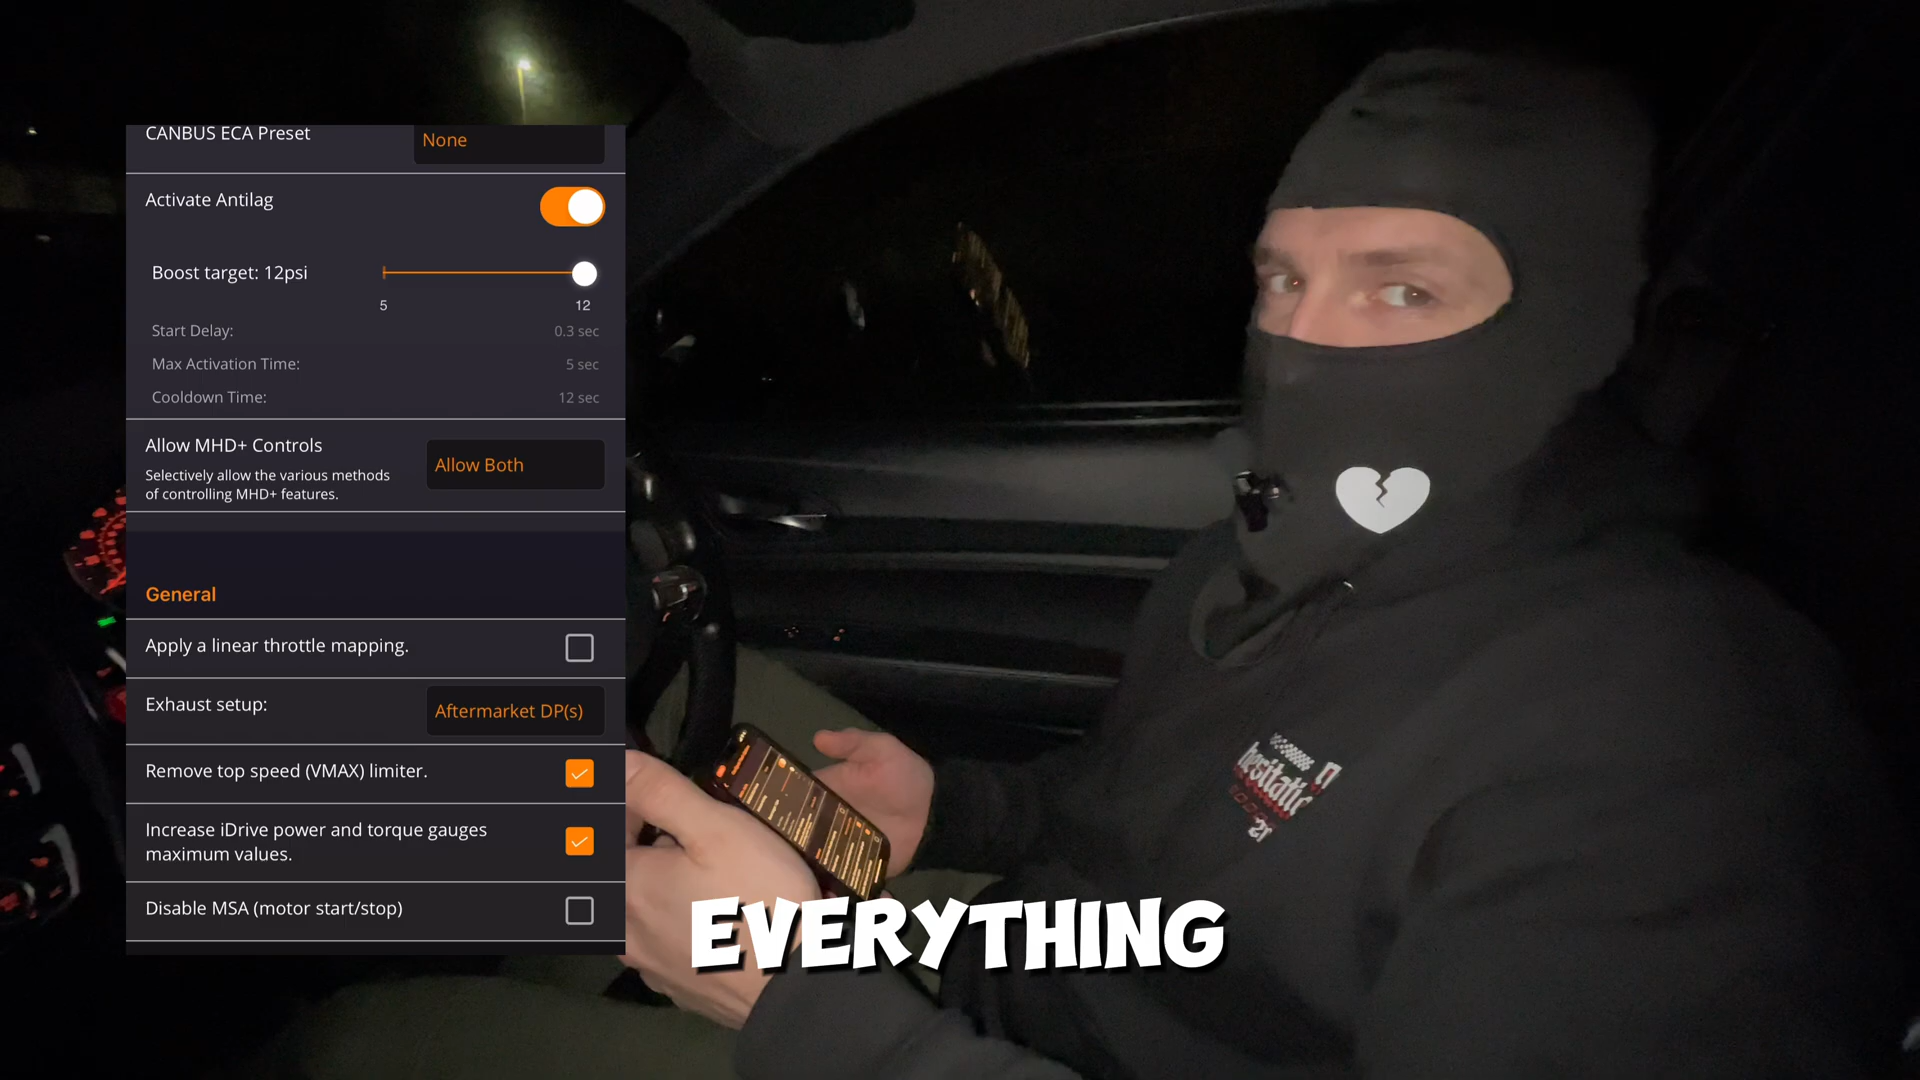 CANBUS ECA Preset
None
Activate Antilag
Boost target: 12psi
5
12
Start Delay:
0.3 sec
Max Activation Time:
5 sec
Cooldown Time:
12 sec
Allow MHD+ Controls
Selectively allow the various methods
of controlling MHD+ features.
Allow Both
General
Apply a linear throttle mapping.
Exhaust setup:
Aftermarket DP(s)
Remove top speed (VMAX) limiter.
Increase iDrive power and torque gauges
maximum values.
Disable MSA (motor start/stop)
EVERYTHING
21